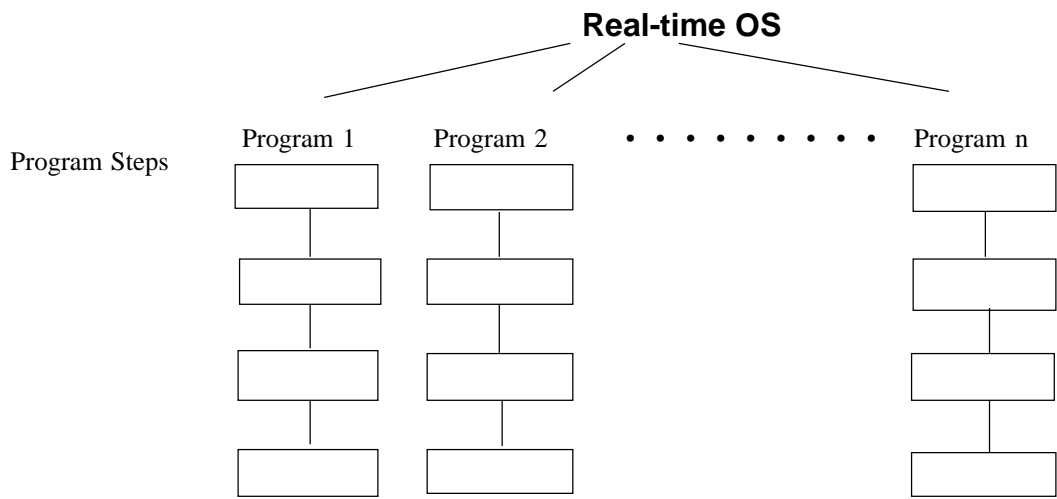 Real-time OS
Program 1
Program 2
• • • • • • • • •
Program n
Program Steps